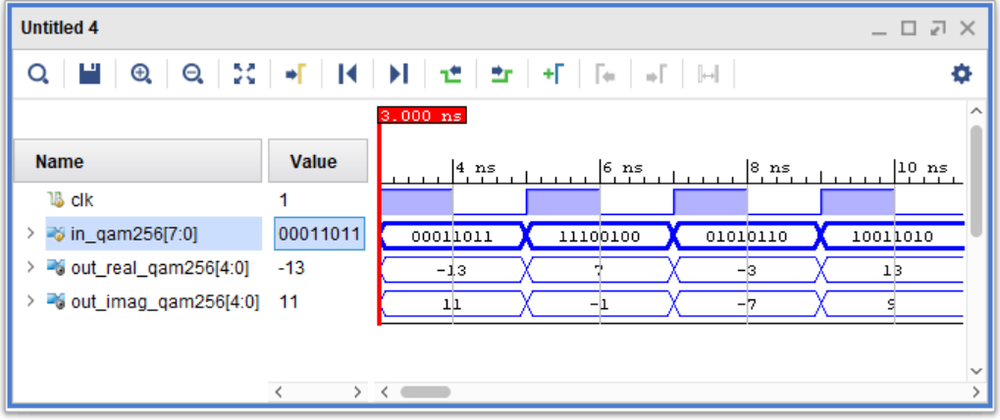 Untitled 4
3.000 ns
Name Value
4 ns 6 ns 8 ns 10 ns
clk 1
in_qam256[7:0] 00011011 00011011 11100100 01010110 10011010
out_real_qam256[4:0] -13 -13 7 -3 13
out_imag_qam256[4:0] 11 11 -1 -7 9